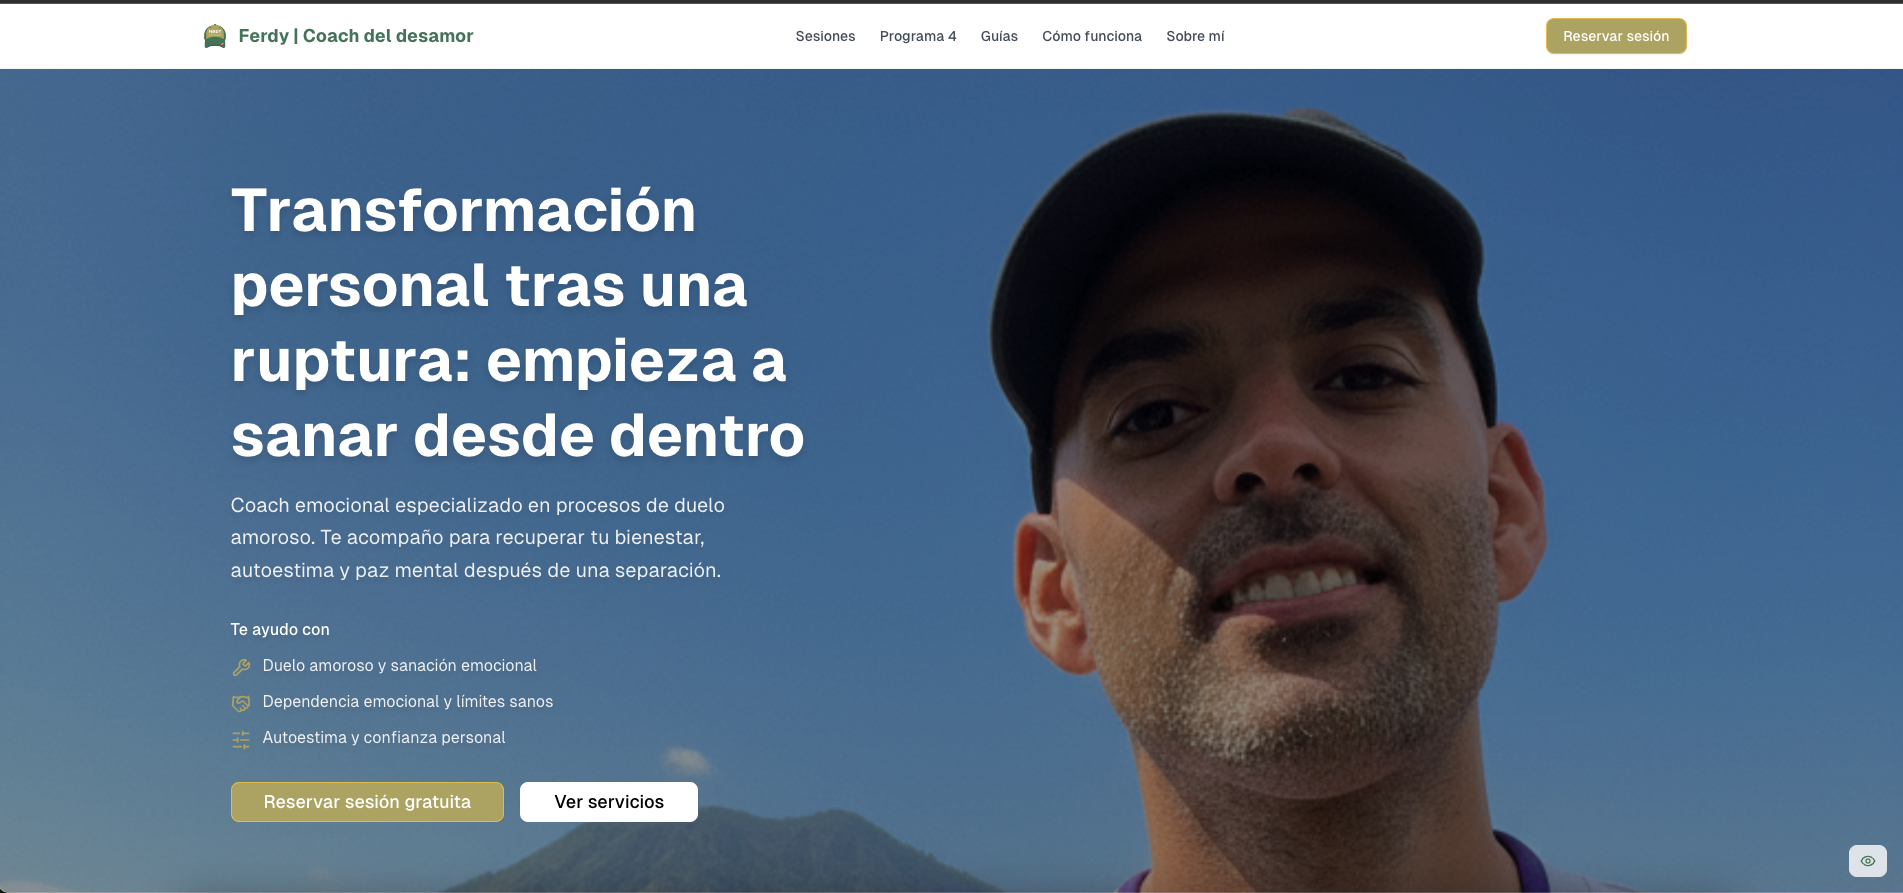 Ferdy | Coach del desamor
Sesiones
Programa 4
Guías
Cómo funciona
Sobre mí
Reservar sesión
Transformación
personal tras una
ruptura: empieza a
sanar desde dentro
Coach emocional especializado en procesos de duelo
amoroso. Te acompaño para recuperar tu bienestar,
autoestima y paz mental después de una separación.
Te ayudo con
Duelo amoroso y sanación emocional
Dependencia emocional y límites sanos
Autoestima y confianza personal
Reservar sesión gratuita
Ver servicios